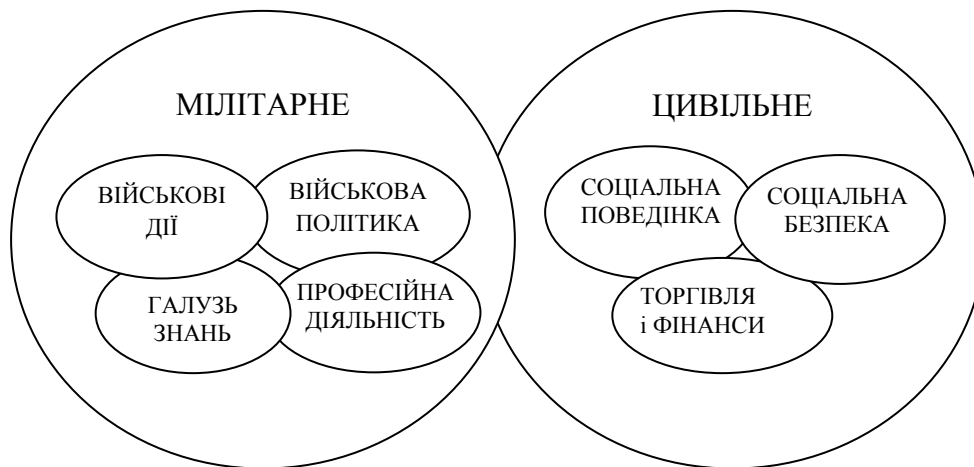 МІЛІТАРНЕ
ВІЙСЬКОВІ
ДІЇ
ВІЙСЬКОВА
ПОЛІТИКА
ГАЛУЗЬ
ЗНАНЬ
ПРОФЕСІЙНА
ДІЯЛЬНІСТЬ
ЦИВІЛЬНЕ
СОЦІАЛЬНА
ПОВЕДІНКА
СОЦІАЛЬНА
БЕЗПЕКА
ТОРГІВЛЯ
і ФІНАНСИ